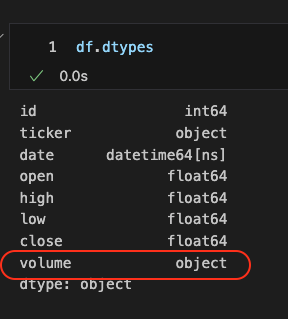 1 df.dtypes
0.0s
id int64
ticker object
date datetime64[ns]
open float64
high float64
low float64
close float64
volume object
dtype: object